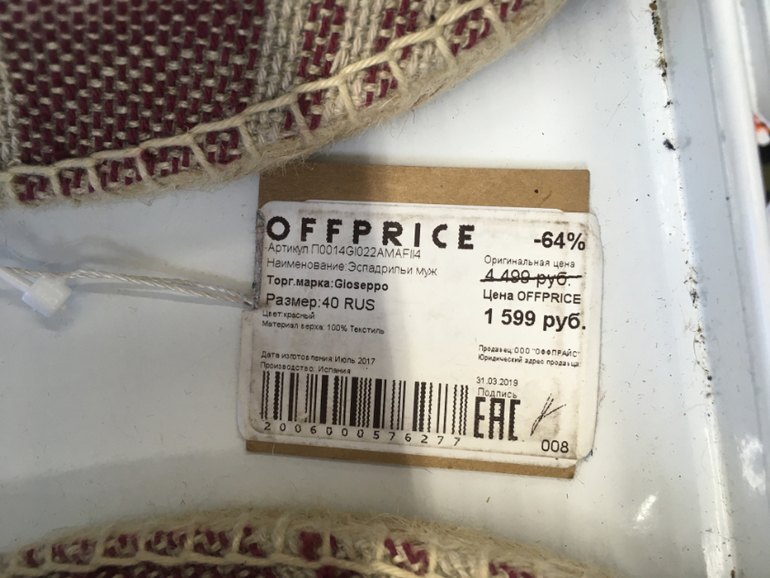 OFFPRICE
-64%
Артикул П0014GI022AMAFII4
Наименование:Эспадрильи муж
Торг.марка:Gioseppo
Размер:40 RUS
Цвет:красный
Материал верха: 100% Текстиль
Оригинальная цена
4 499 руб.
Цена OFFPRICE
1 599 руб.
Продавец:ООО "ОФФПРАЙС"
Юридический адрес продавца:
Дата изготовления:Июль 2017
Производство: Испания
31.03.2019
Подпись
EAC
2006000576277
008